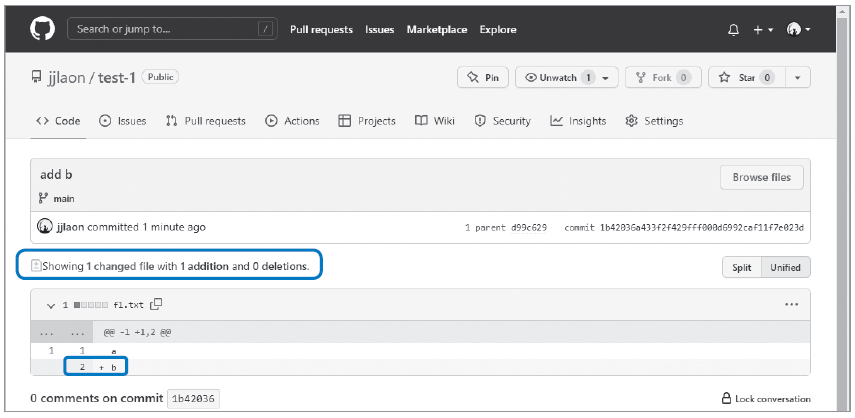 Search or jump to... / Pull requests Issues Marketplace Explore
jjlaon / test-1 Public Pin Unwatch 1 Fork 0 Star 0
Code Issues Pull requests Actions Projects Wiki Security Insights Settings
add b Browse files
main
jjlaon committed 1 minute ago 1 parent d99c629 commit 1b42036a433f2f429fff000d6992caf11f7e023d
Showing 1 changed file with 1 addition and 0 deletions. Split Unified
1 f1.txt ...
... ... @@ -1 +1,2 @@
1 1 a
2 + b
0 comments on commit 1b42036 Lock conversation